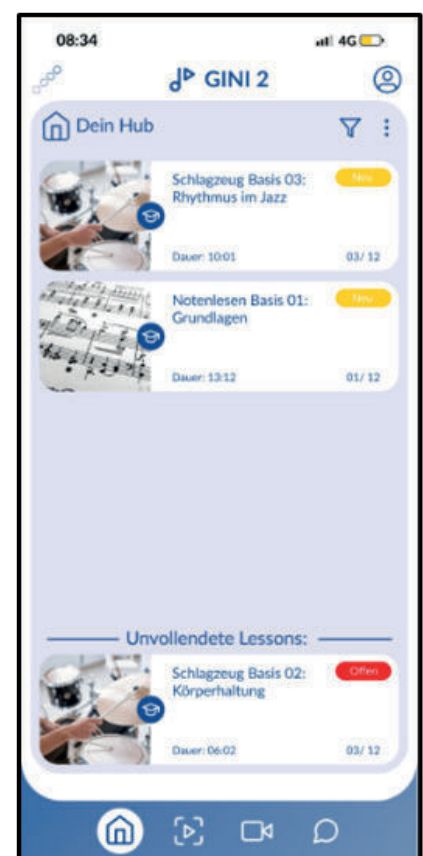 08:34 4G
GINI 2
Dein Hub
Schlagzeug Basis 03: Neu
Rhythmus im Jazz
Dauer: 10:01 03/ 12
Notenlesen Basis 01: Neu
Grundlagen
Dauer: 13:12 01/ 12
Unvollendete Lessons:
Schlagzeug Basis 02: Offen
Körperhaltung
Dauer: 06:02 03/ 12